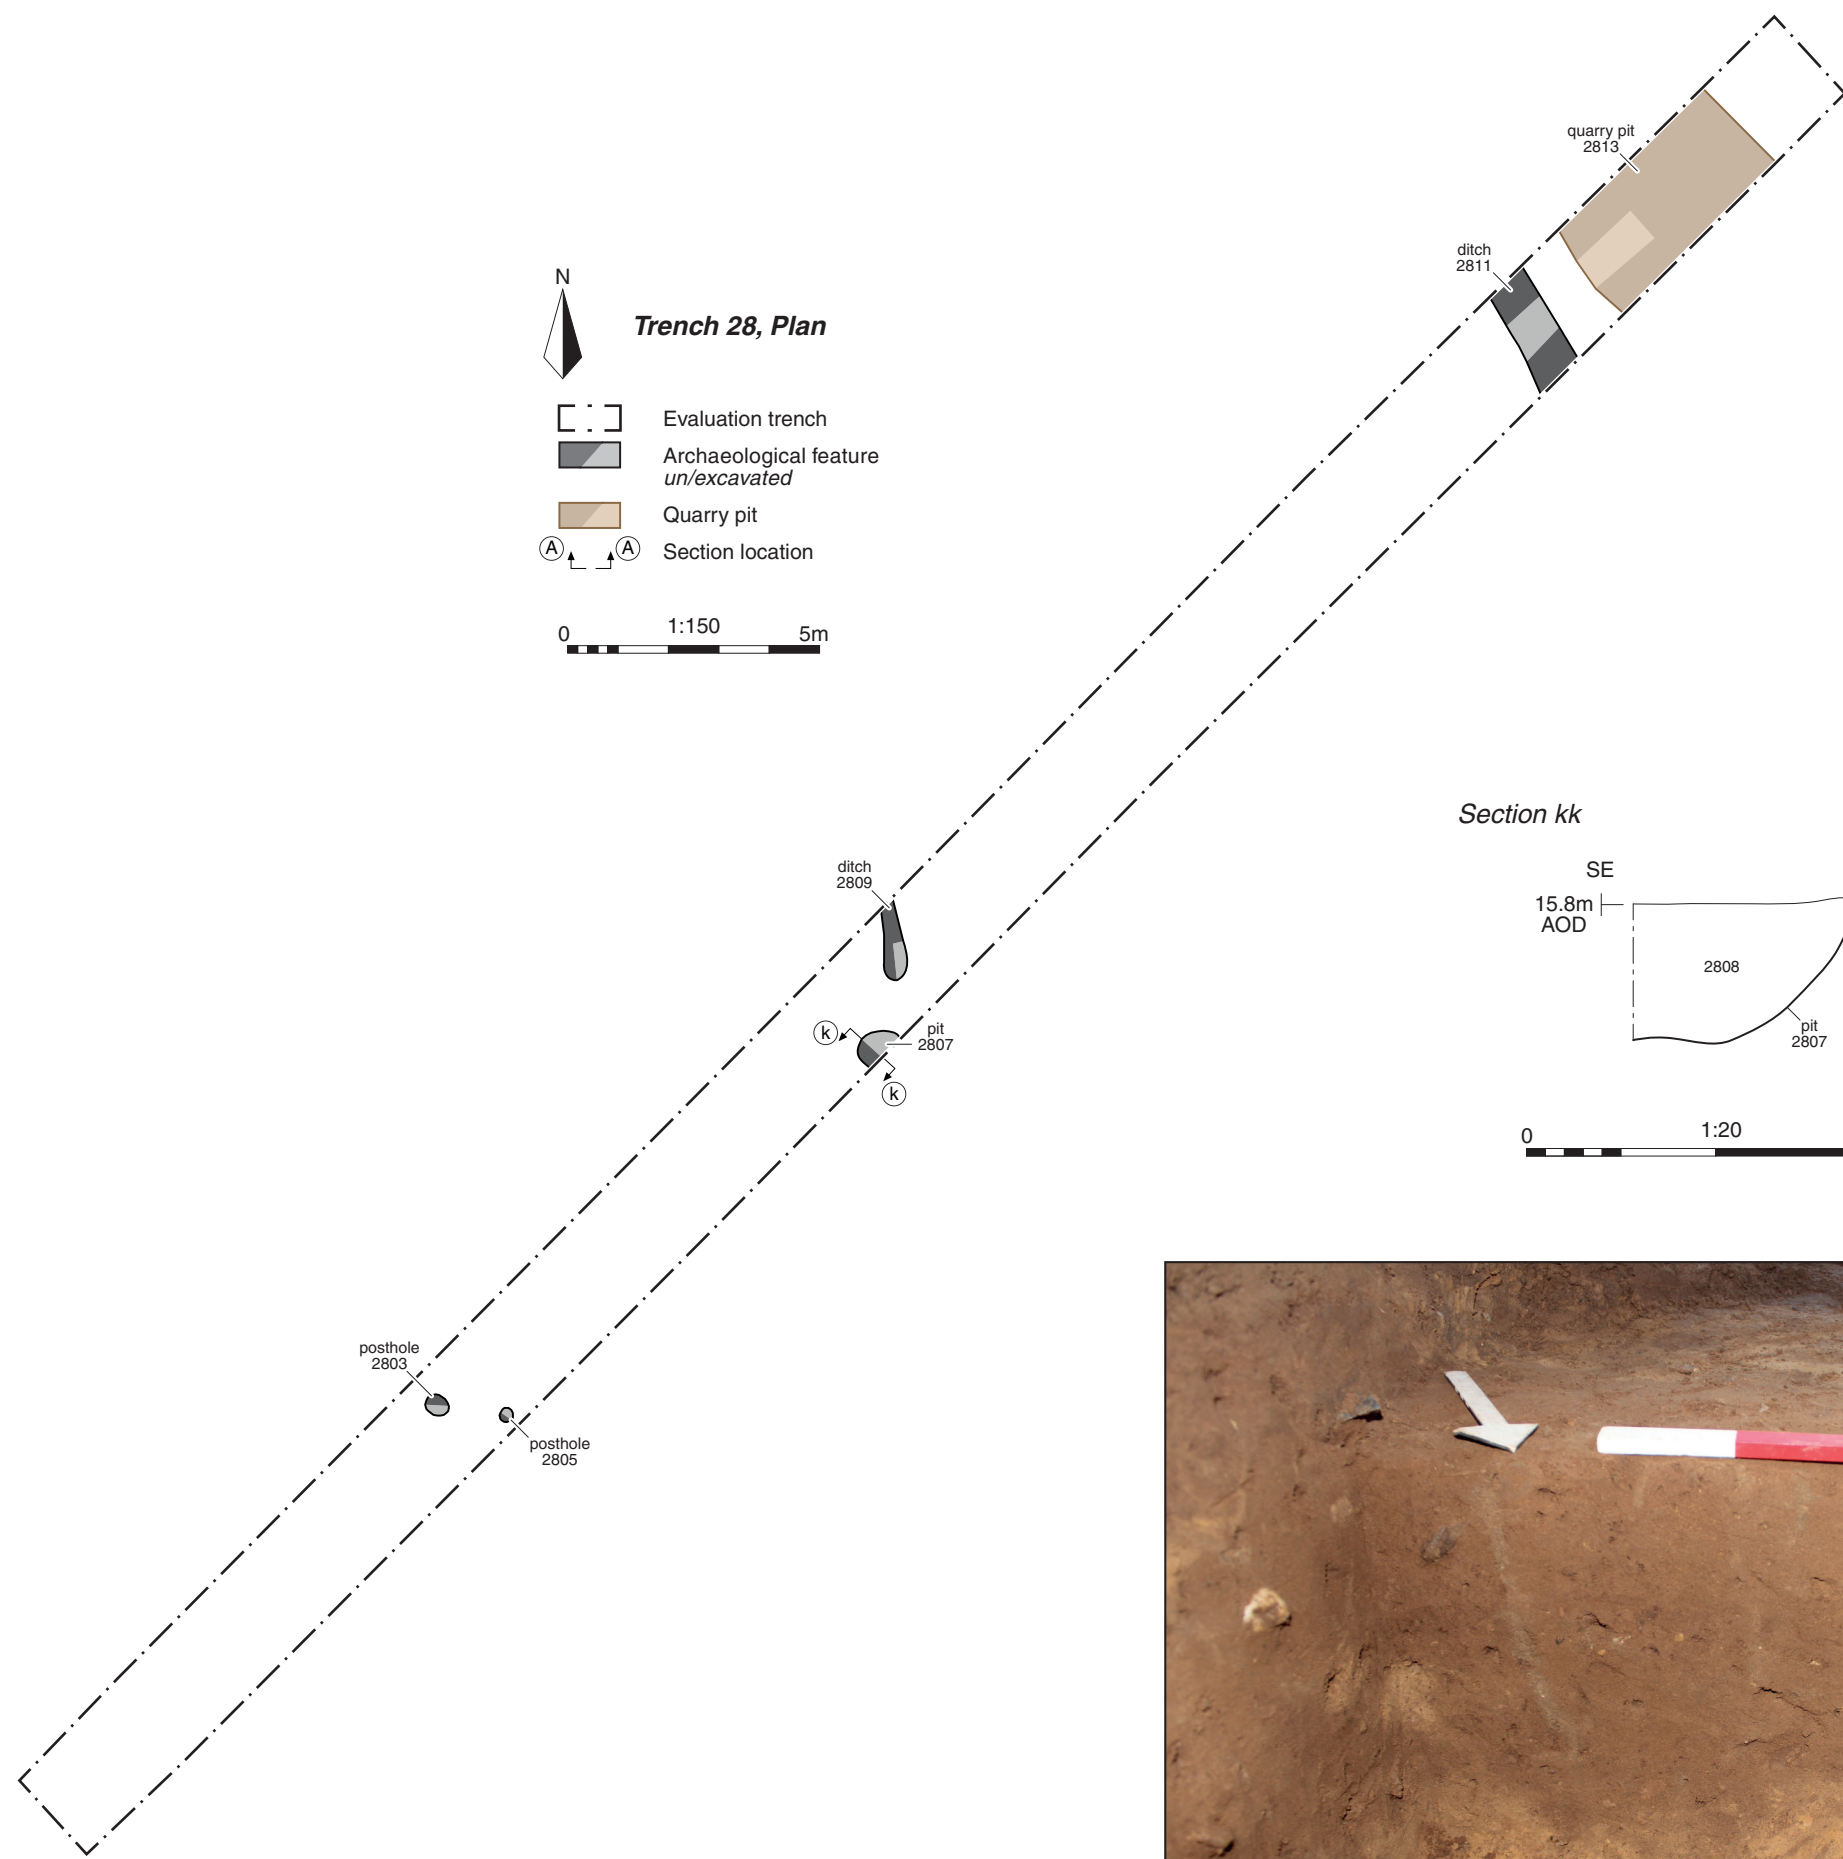 quarry pit
2813
ditch
2811
N
Trench 28, Plan
Evaluation trench
Archaeological feature
un/excavated
Quarry pit
A A Section location
0 1:150 5m
Section kk
SE
15.8m
AOD
2808
pit
2807
0 1:20
ditch
2809
k
pit
2807
k
posthole
2803
posthole
2805